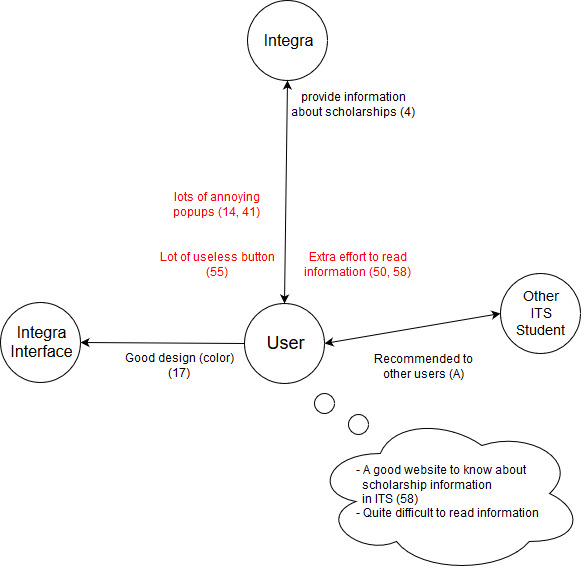 Integra
provide information
about scholarships (4)
lots of annoying
popups (14, 41)
Lot of useless button
(55)
Extra effort to read
information (50, 58)
Other
ITS
Student
Integra
Interface
User
Good design (color)
(17)
Recommended to
other users (A)
- A good website to know about
scholarship information
in ITS (58)
- Quite difficult to read information